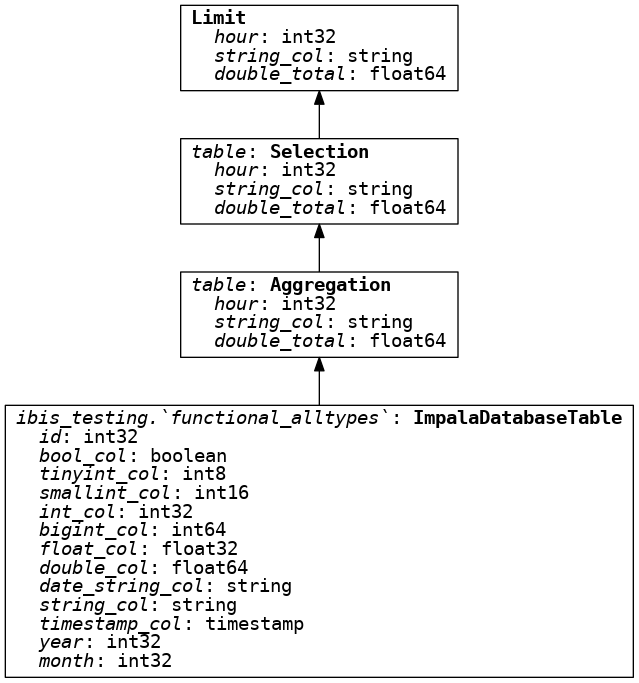 Limit
hour: int32
string_col: string
double_total: float64
table: Selection
hour: int32
string_col: string
double_total: float64
table: Aggregation
hour: int32
string_col: string
double_total: float64
ibis_testing.`functional_alltypes`: ImpalaDatabaseTable
id: int32
bool_col: boolean
tinyint_col: int8
smallint_col: int16
int_col: int32
bigint_col: int64
float_col: float32
double_col: float64
date_string_col: string
string_col: string
timestamp_col: timestamp
year: int32
month: int32